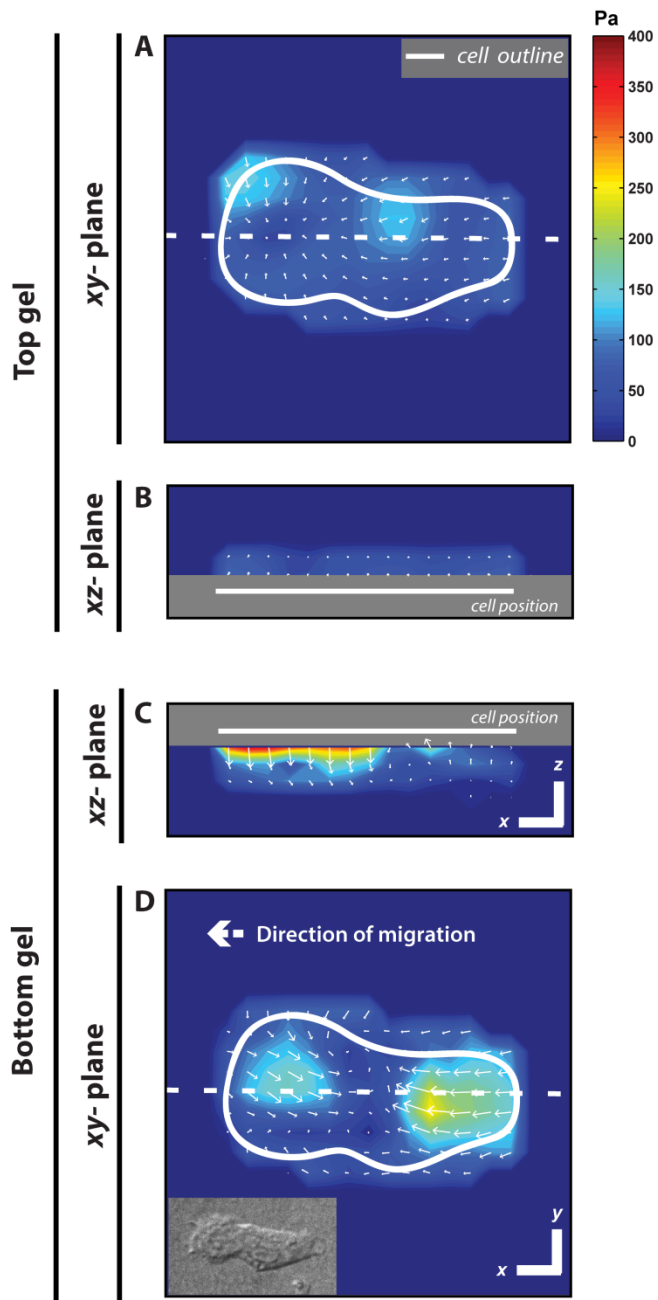 Pa
A
cell outline
400
350
300
250
200
150
100
50
0
xy- plane
Top gel
B
xz- plane
cell position
C
cell position
xz- plane
z
x
Bottom gel
D
Direction of migration
xy- plane
y
x